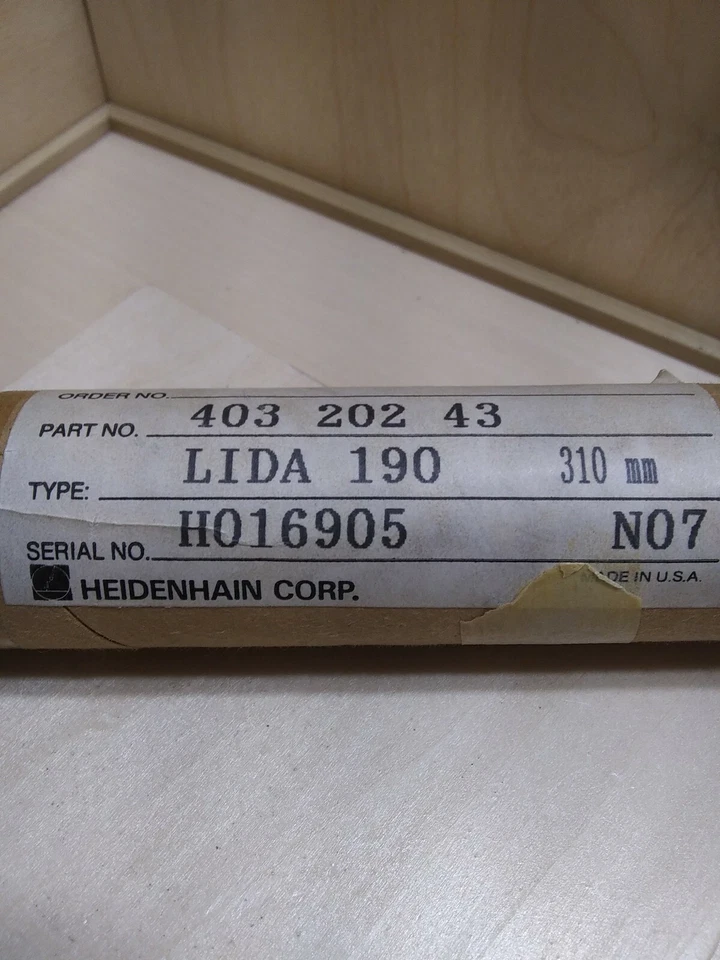 ORDER NO.
PART NO. 403 202 43
TYPE: LIDA 190 310 mm
SERIAL NO. H016905 N07
HEIDENHAIN CORP. MADE IN U.S.A.